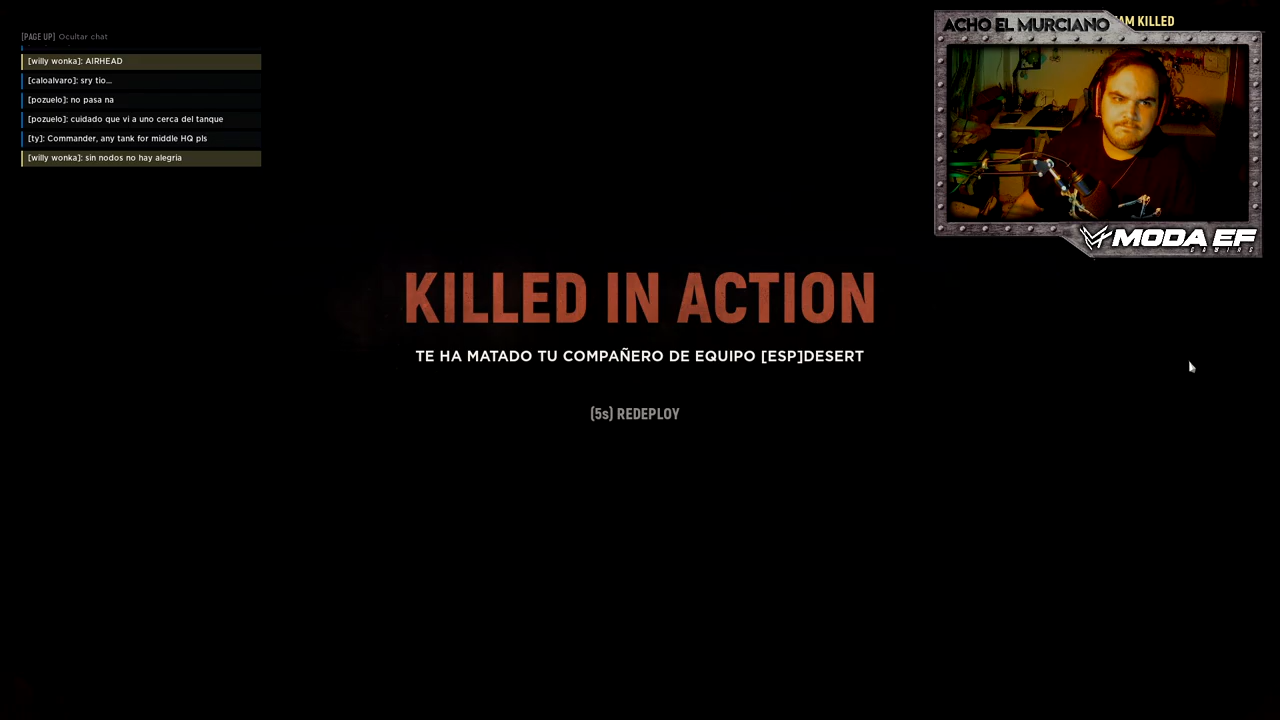 [PAGE UP] Ocultar chat
[willy wonka]: AIRHEAD
[caloalvaro]: sry tio...
[pozuelo]: no pasa na
[pozuelo]: cuidado que vi a uno cerca del tanque
[ty]: Commander, any tank for middle HQ pls
[willy wonka]: sin nodos no hay alegria
ACHO EL MURCIANO
KILLED
MODA EF
GAMING
KILLED IN ACTION
TE HA MATADO TU COMPAÑERO DE EQUIPO [ESP]DESERT
(5s) REDEPLOY